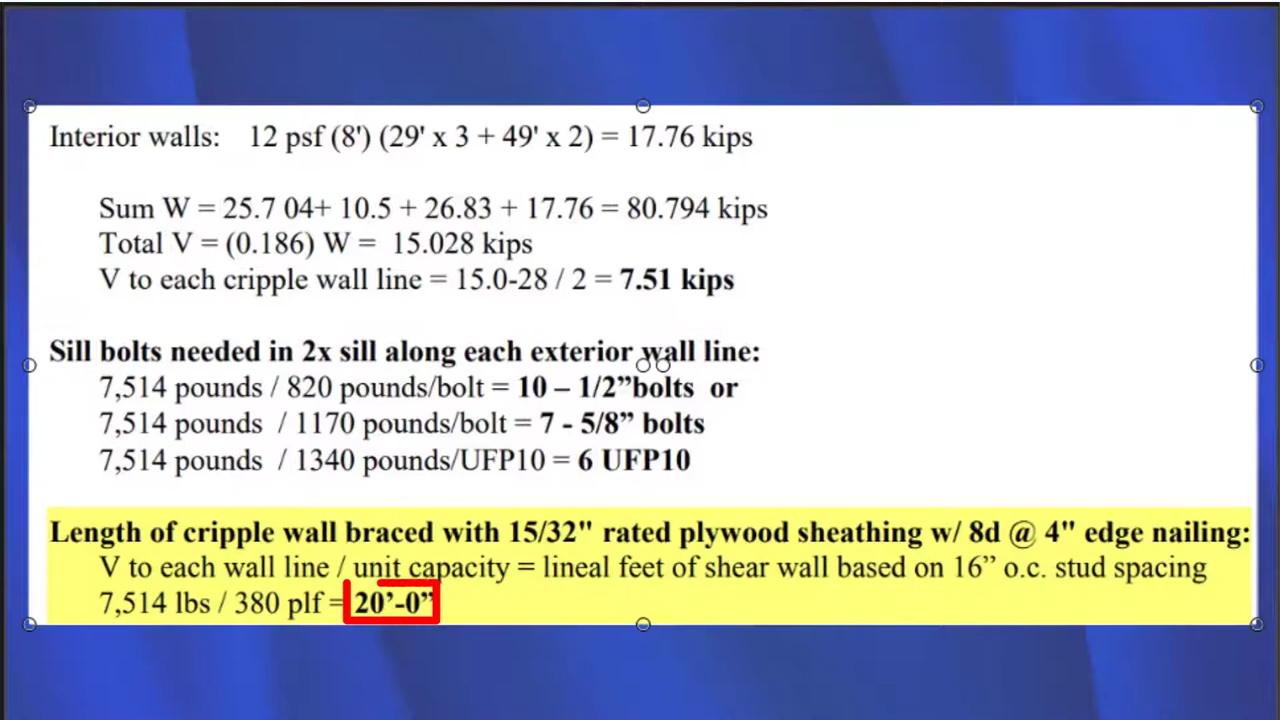 Interior walls: 12 psf (8') (29' x 3 + 49' x 2) = 17.76 kips
Sum W = 25.7 04+ 10.5 + 26.83 + 17.76 = 80.794 kips
Total V = (0.186) W = 15.028 kips
V to each cripple wall line = 15.0-28 / 2 = 7.51 kips
Sill bolts needed in 2x sill along each exterior wall line:
7,514 pounds / 820 pounds/bolt = 10 – 1/2”bolts or
7,514 pounds / 1170 pounds/bolt = 7 - 5/8” bolts
7,514 pounds / 1340 pounds/UFP10 = 6 UFP10
Length of cripple wall braced with 15/32" rated plywood sheathing w/ 8d @ 4" edge nailing:
V to each wall line / unit capacity = lineal feet of shear wall based on 16” o.c. stud spacing
7,514 lbs / 380 plf = 20’-0”